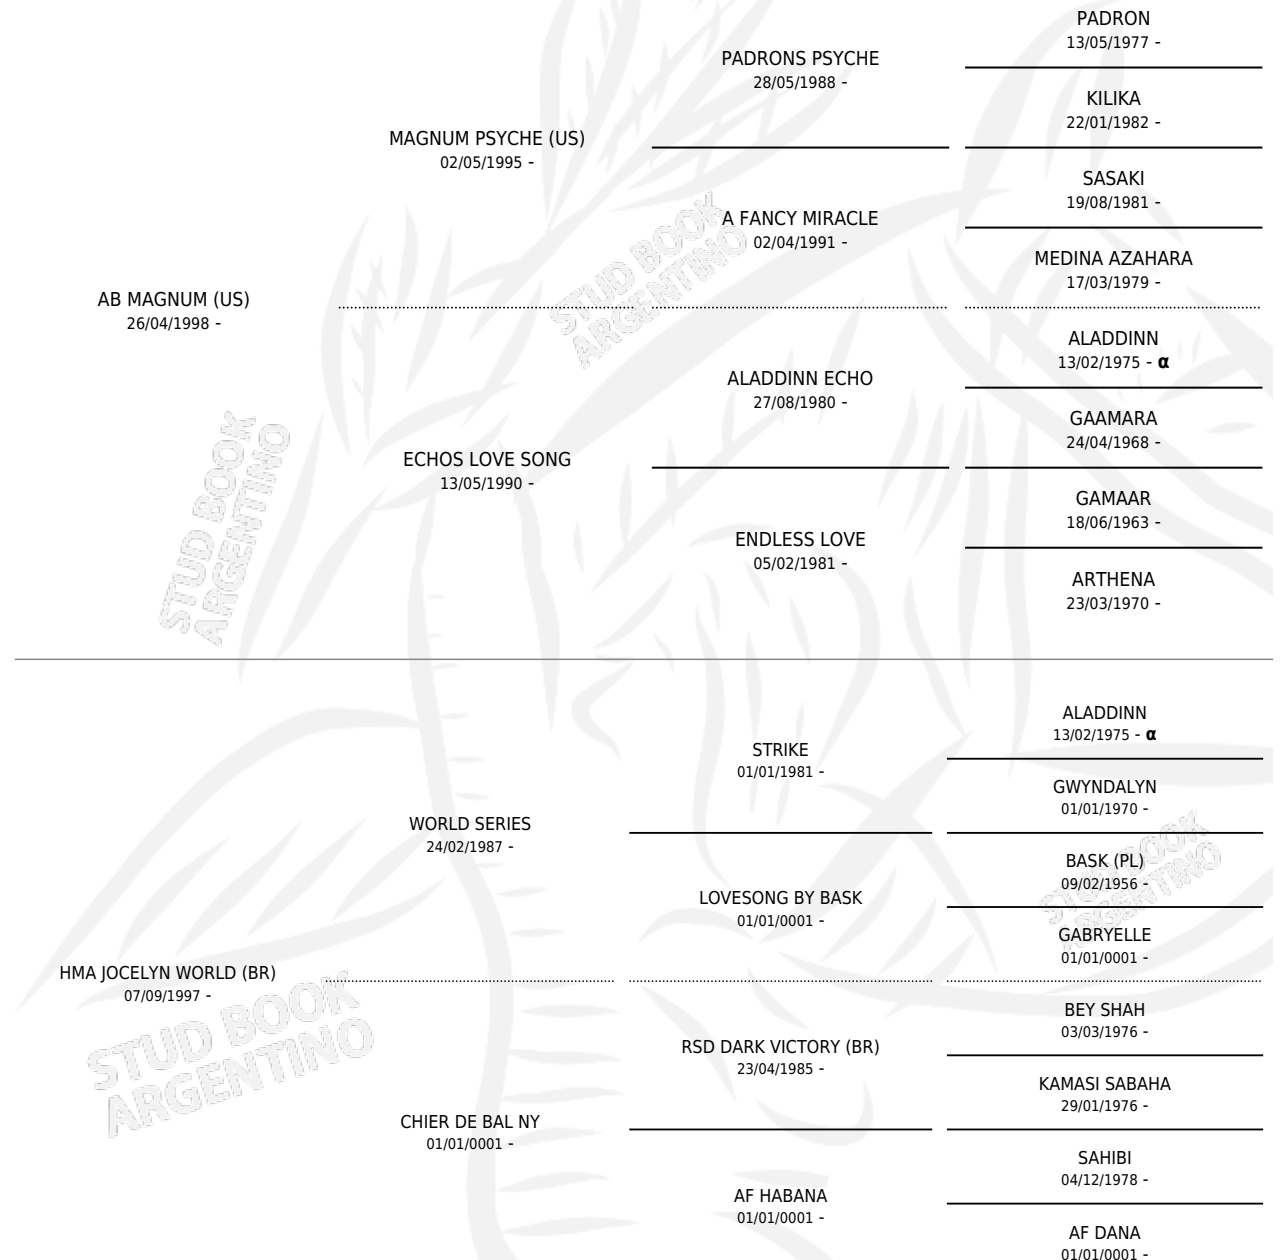 PADRON
13/05/1977 -
PADRONS PSYCHE
28/05/1988 -
KILIKA
22/01/1982 -
MAGNUM PSYCHE (US)
02/05/1995 -
SASAKI
19/08/1981 -
A FANCY MIRACLE
02/04/1991 -
MEDINA AZAHARA
17/03/1979 -
AB MAGNUM (US)
26/04/1998 -
ALADDINN
13/02/1975 - α
ALADDINN ECHO
27/08/1980 -
GAAMARA
24/04/1968 -
ECHOS LOVE SONG
13/05/1990 -
GAMAAR
18/06/1963 -
ENDLESS LOVE
05/02/1981 -
ARTHENA
23/03/1970 -
ALADDINN
13/02/1975 - α
STRIKE
01/01/1981 -
GWYNDALYN
01/01/1970 -
WORLD SERIES
24/02/1987 -
BASK (PL)
09/02/1956 -
LOVESONG BY BASK
01/01/0001 -
GABRYELLE
01/01/0001 -
HMA JOCELYN WORLD (BR)
07/09/1997 -
BEY SHAH
03/03/1976 -
RSD DARK VICTORY (BR)
23/04/1985 -
KAMASI SABAHA
29/01/1976 -
CHIER DE BAL NY
01/01/0001 -
SAHIBI
04/12/1978 -
AF HABANA
01/01/0001 -
AF DANA
01/01/0001 -
STUD BOOK
ARGENTINO
STUD BOOK
ARGENTINO
STUD BOOK
ARGENTINO
STUD BOOK
ARGENTINO